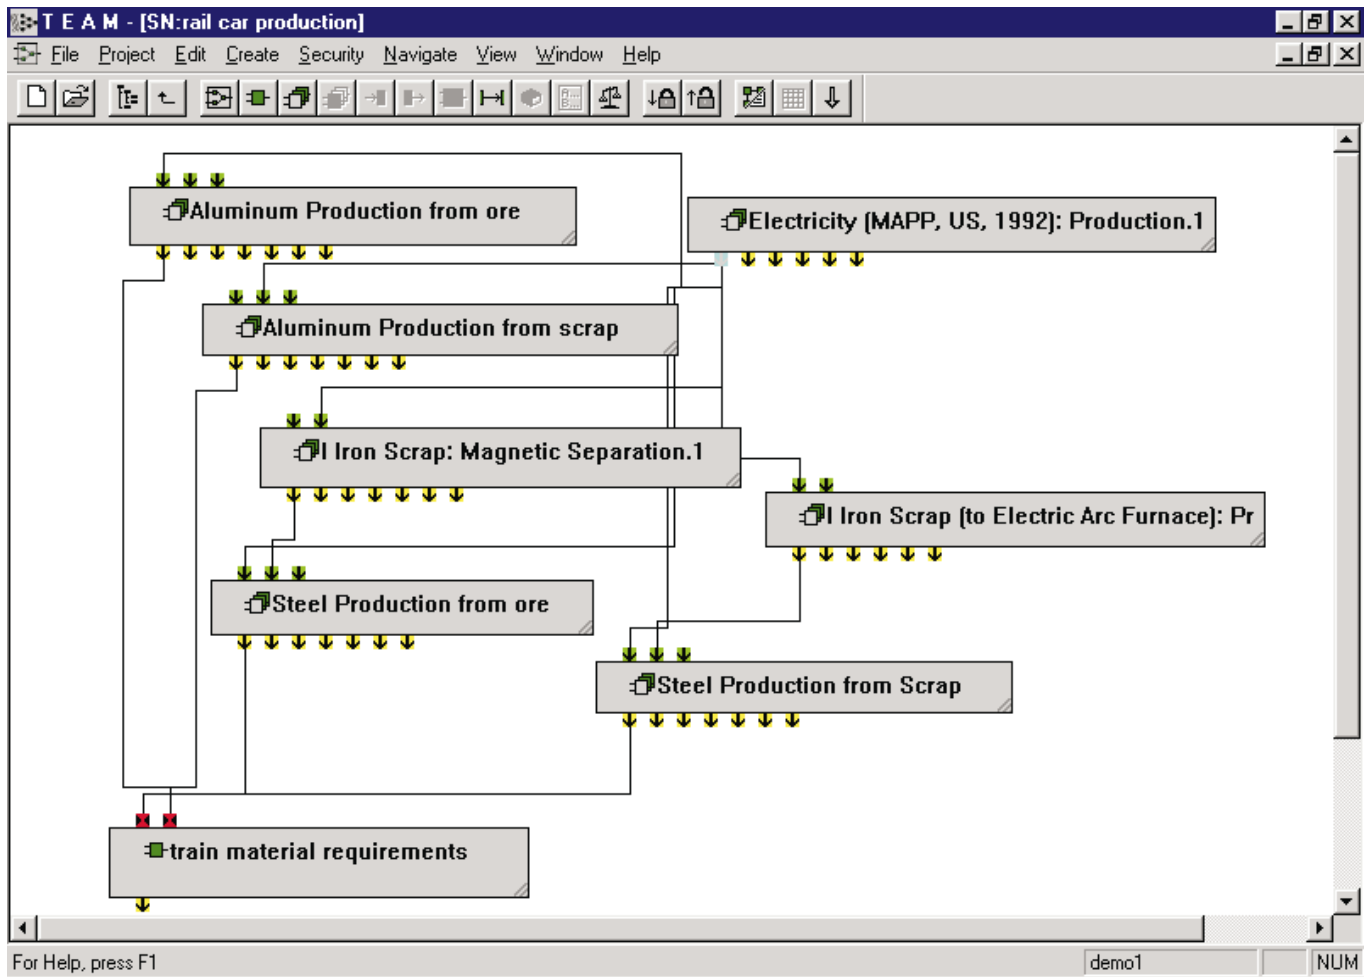 T E A M - [SN:rail car production]
File Project Edit Create Security Navigate View Window Help
Aluminum Production from ore
Electricity (MAPP, US, 1992): Production.1
Aluminum Production from scrap
I Iron Scrap: Magnetic Separation.1
I Iron Scrap (to Electric Arc Furnace): Pr
Steel Production from ore
Steel Production from Scrap
train material requirements
For Help, press F1
demo1
NUM